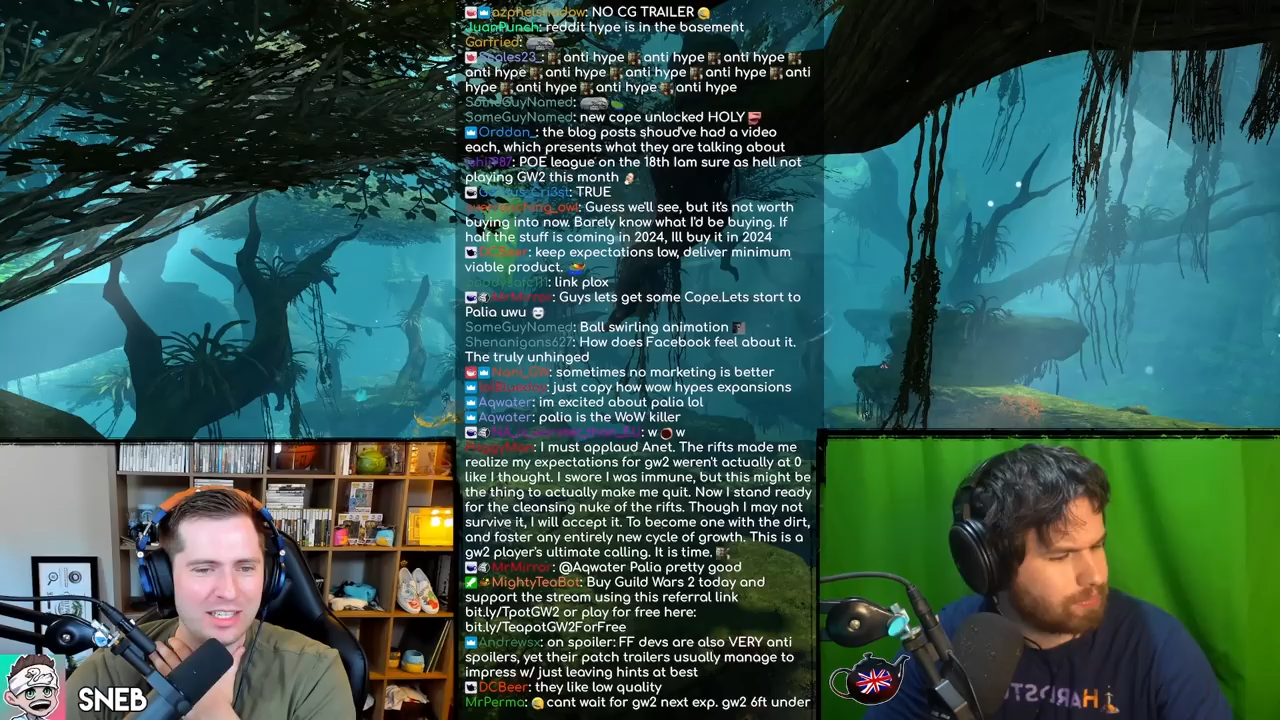 azphelshadow: NO CG TRAILER
JuanPunch: reddit hype is in the basement
Garfried:
anti hype anti hype anti hype
anti hype anti hype anti hype anti hype anti
hype anti hype anti hype anti hype
SomeGuyNamed:
SomeGuyNamed: new cope unlocked HOLY
Orddan_: the blog posts shoud've had a video
each, which presents what they are talking about
POE league on the 18th Iam sure as hell not
playing GW2 this month
TRUE
Guess we'll see, but it's not worth
buying into now. Barely know what I'd be buying. If
half the stuff is coming in 2024, Ill buy it in 2024
DCBeer: keep expectations low, deliver minimum
viable product.
link plox
MrMirror: Guys lets get some Cope.Lets start to
Palia uwu
SomeGuyNamed: Ball swirling animation
Shenanigans627: How does Facebook feel about it.
The truly unhinged
Nani_GW: sometimes no marketing is better
just copy how wow hypes expansions
Aqwater: im excited about palia lol
Aqwater: palia is the WoW killer
w w
I must applaud Anet. The rifts made me
realize my expectations for gw2 weren't actually at 0
like I thought. I swore I was immune, but this might be
the thing to actually make me quit. Now I stand ready
for the cleansing nuke of the rifts. Though I may not
survive it, I will accept it. To become one with the dirt,
and foster any entirely new cycle of growth. This is a
gw2 player's ultimate calling. It is time.
MrMirror: @Aqwater Palia pretty good
MightyTeaBot: Buy Guild Wars 2 today and
support the stream using this referral link
bit.ly/TpotGW2 or play for free here:
bit.ly/TeapotGW2ForFree
Andrewsx: on spoiler: FF devs are also VERY anti
spoilers, yet their patch trailers usually manage to
impress w/ just leaving hints at best
DCBeer: they like low quality
MrPerma: cant wait for gw2 next exp. gw2 6ft under
SNEB